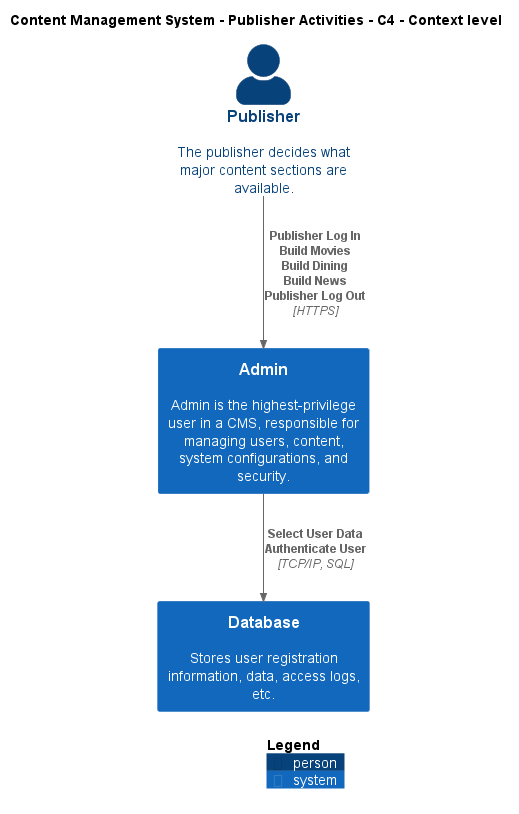 Content Management System - Publisher Activities - C4 - Context level
Publisher
The publisher decides what
major content sections are
available.
Publisher Log In
Build Movies
Build Dining
Build News
Publisher Log Out
[HTTPS]
Admin
Admin is the highest-privilege
user in a CMS, responsible for
managing users, content,
system configurations, and
security.
Select User Data
Authenticate User
[TCP/IP, SQL]
Database
Stores user registration
information, data, access logs,
etc.
Legend
person
system